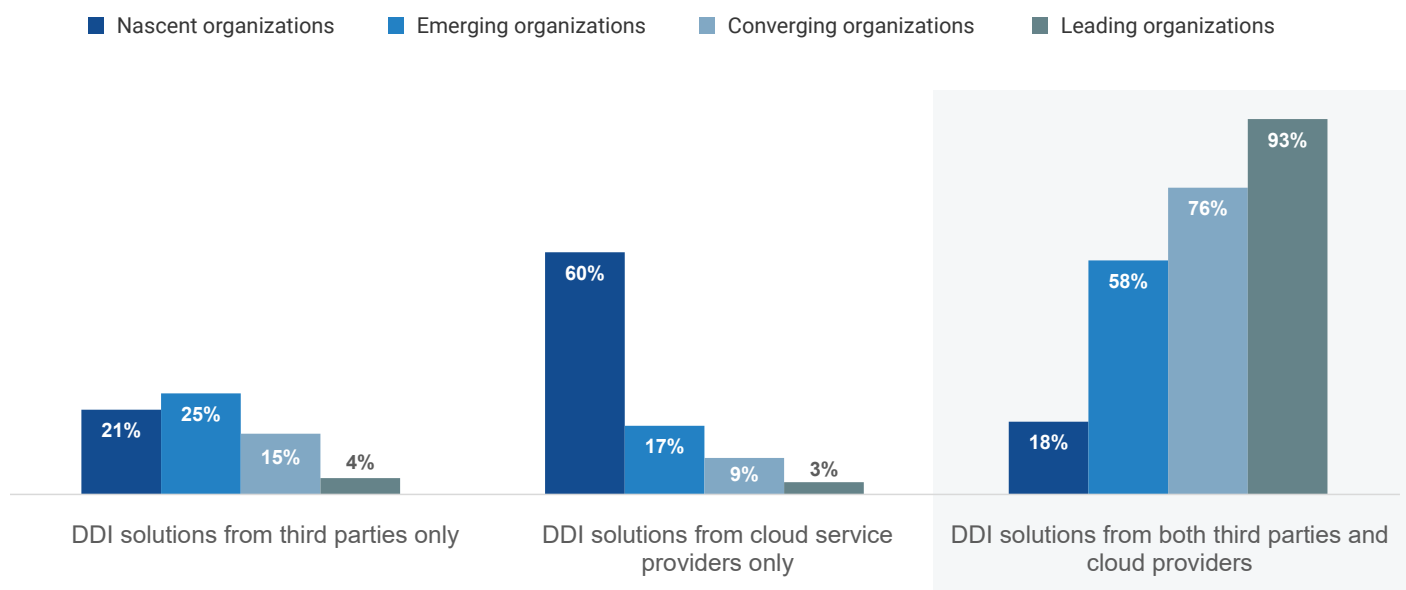 Nascent organizations
Emerging organizations
Converging organizations
Leading organizations
21%
25%
15%
4%
60%
17%
9%
3%
18%
58%
76%
93%
DDI solutions from third parties only
DDI solutions from cloud service
providers only
DDI solutions from both third parties and
cloud providers